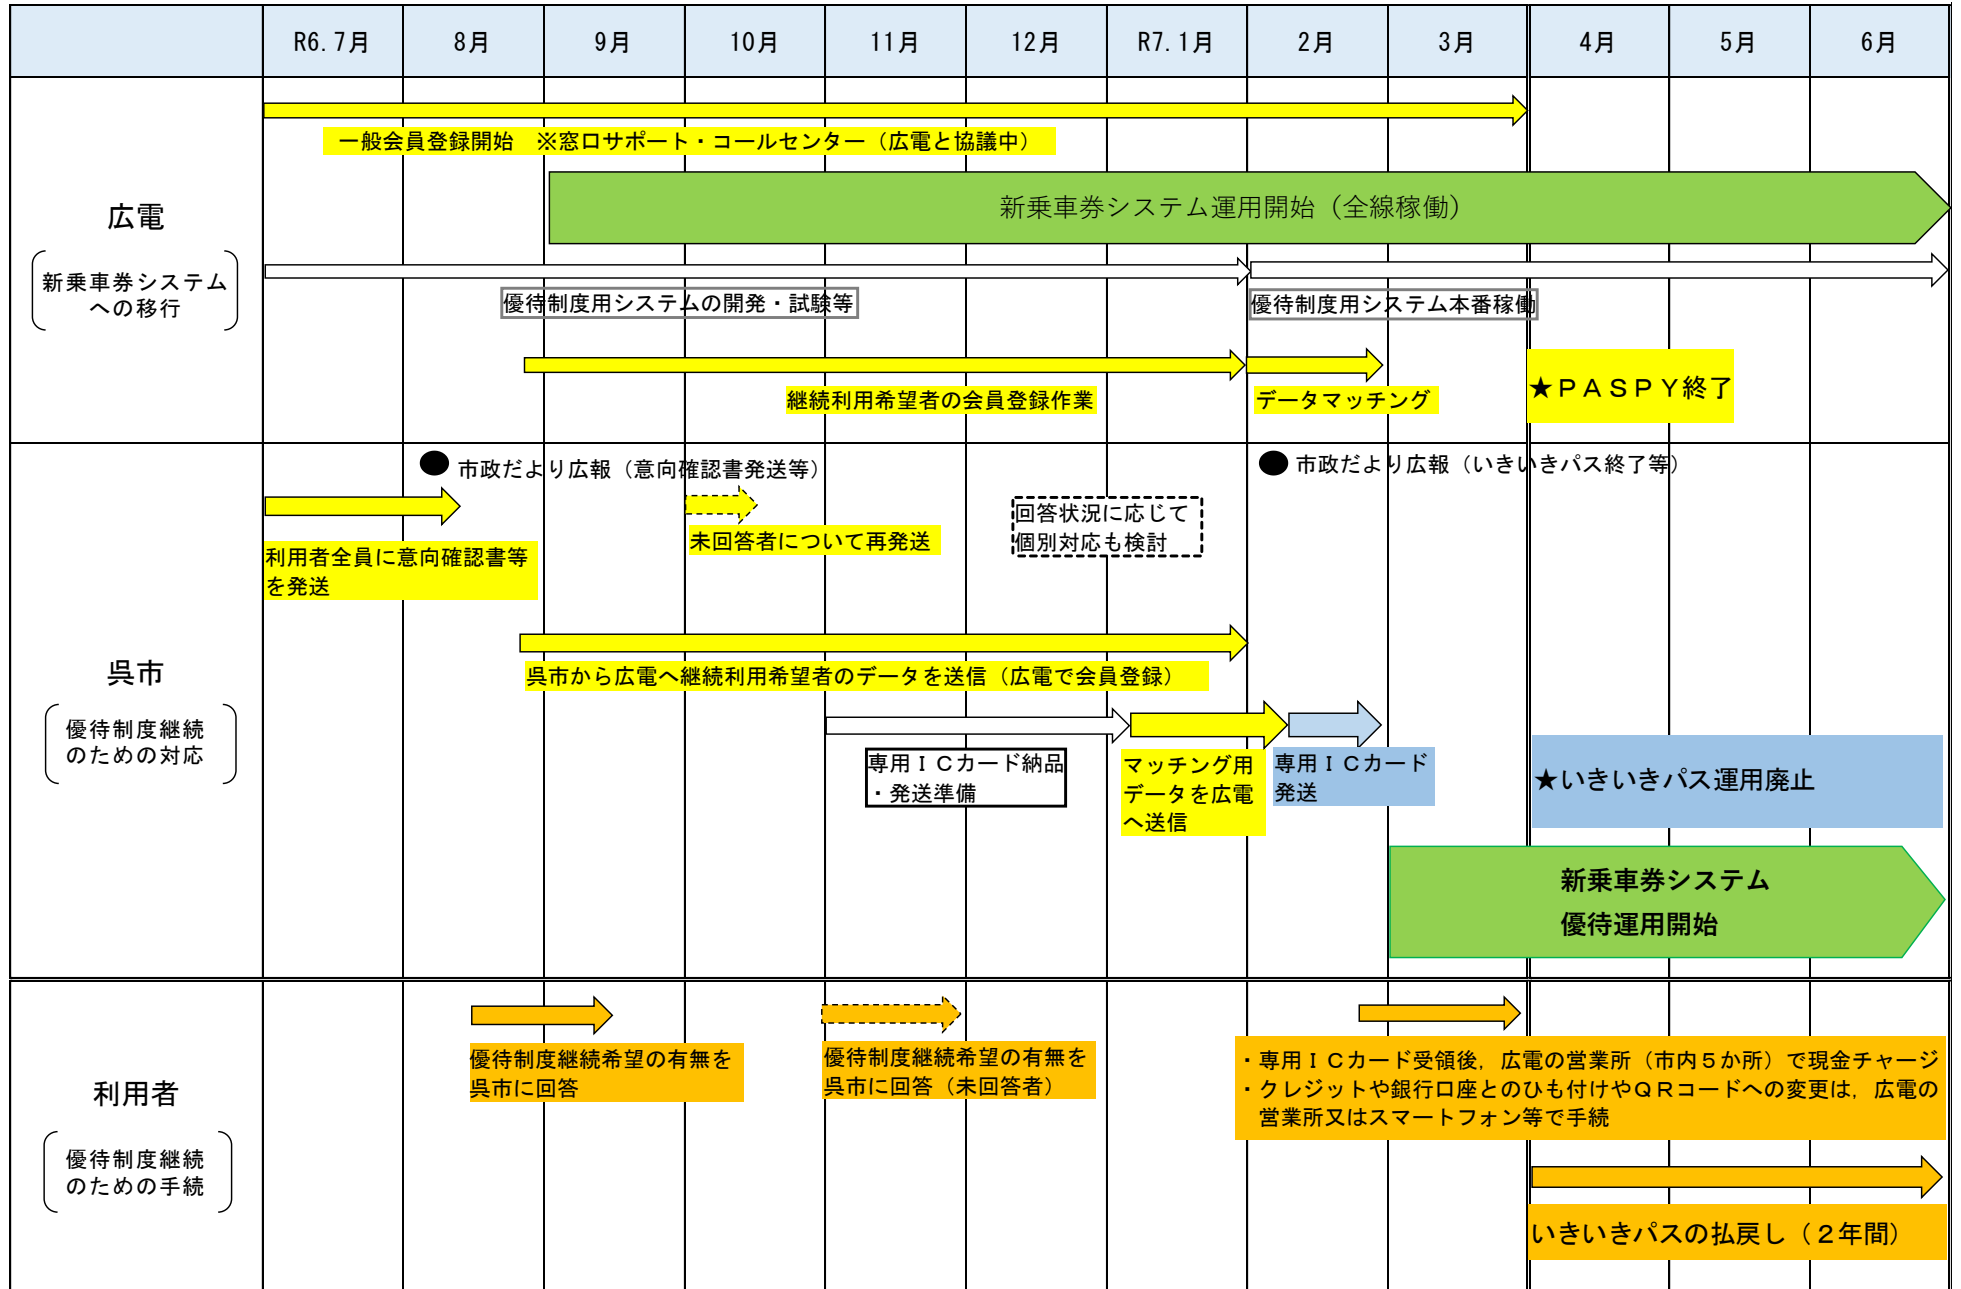 R6.7月 8月 9月 10月 11月 12月 R7.1月 2月 3月 4月 5月 6月
広電
新乗車券システム
への移行
一般会員登録開始　※窓口サポート・コールセンター（広電と協議中）
新乗車券システム運用開始（全線稼働）
優待制度用システムの開発・試験等
優待制度用システム本番稼働
継続利用希望者の会員登録作業
データマッチング
★ＰＡＳＰＹ終了
呉市
優待制度継続
のための対応
市政だより広報（意向確認書発送等）
市政だより広報（いきいきパス終了等）
利用者全員に意向確認書等
を発送
未回答者について再発送
回答状況に応じて
個別対応も検討
呉市から広電へ継続利用希望者のデータを送信（広電で会員登録）
専用ＩＣカード納品
・発送準備
マッチング用
データを広電
へ送信
専用ＩＣカード
発送
★いきいきパス運用廃止
新乗車券システム
優待運用開始
利用者
優待制度継続
のための手続
優待制度継続希望の有無を
呉市に回答
優待制度継続希望の有無を
呉市に回答（未回答者）
・専用ＩＣカード受領後，広電の営業所（市内５か所）で現金チャージ
・クレジットや銀行口座とのひも付けやＱＲコードへの変更は，広電の
営業所又はスマートフォン等で手続
いきいきパスの払戻し（２年間）